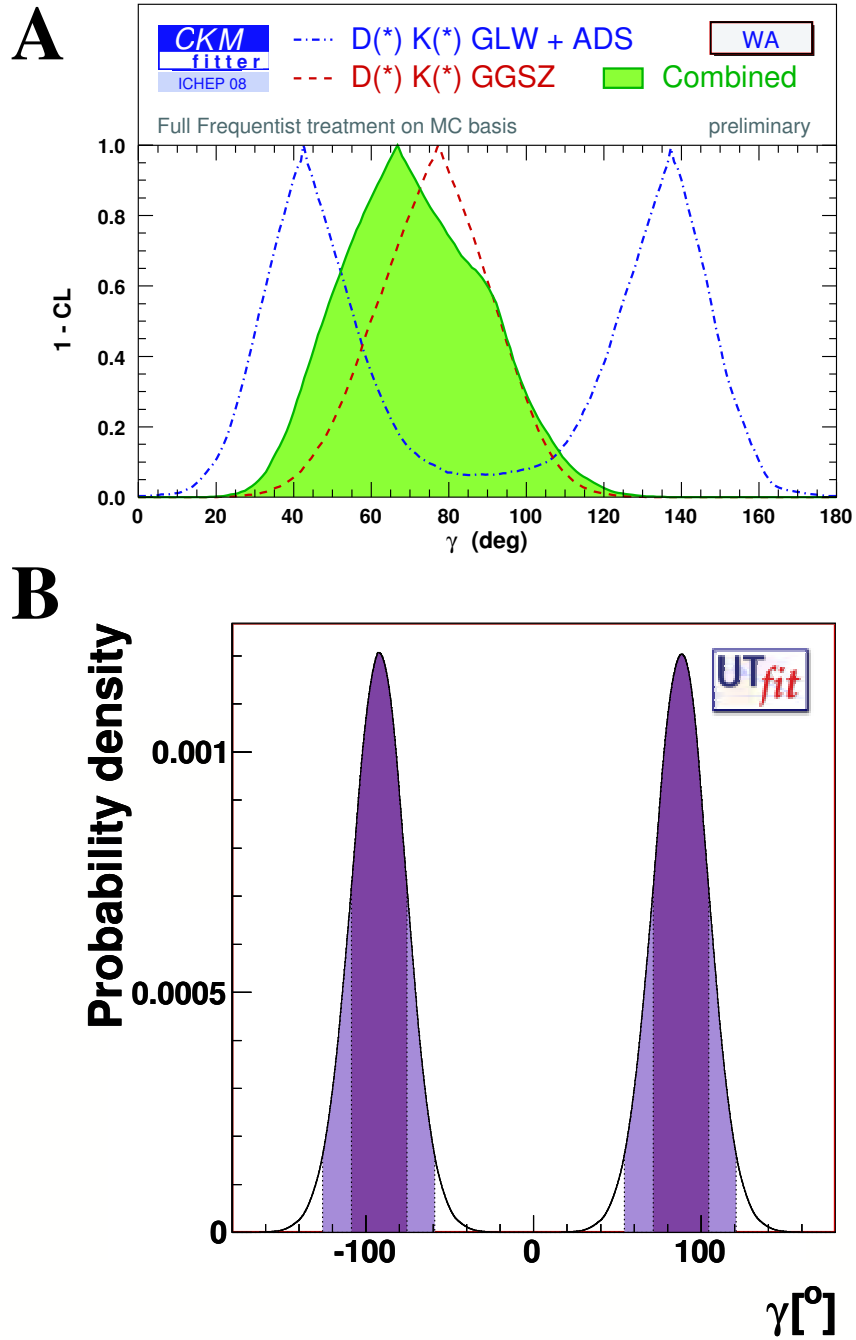 A
CKM
fitter
ICHEP 08
D(*) K(*) GLW + ADS
WA
D(*) K(*) GGSZ
Combined
Full Frequentist treatment on MC basis
preliminary
1 - CL
1.0
0.8
0.6
0.4
0.2
0.0
0 20 40 60 80 100 120 140 160 180
γ (deg)
B
Probability density
UTfit
0.001
0.0005
0
-100 0 100
γ[°]